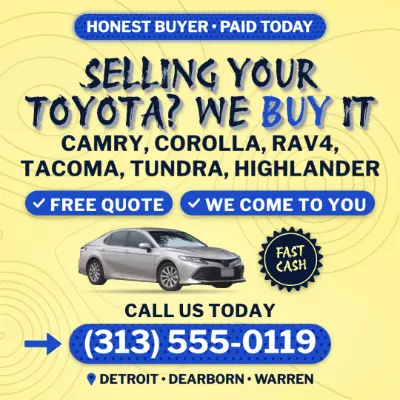 HONEST BUYER • PAID TODAY
SELLING YOUR
TOYOTA? WE BUY IT
CAMRY, COROLLA, RAV4,
TACOMA, TUNDRA, HIGHLANDER
FREE QUOTE
WE COME TO YOU
FAST
CASH
CALL US TODAY
(313) 555-0119
DETROIT • DEARBORN • WARREN